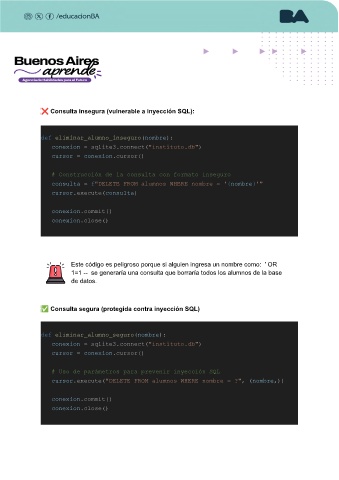 /educacionBA
BA
Buenos Aires
aprende
Agencia de Habilidades para el Futuro
❌ Consulta insegura (vulnerable a inyección SQL):
def eliminar_alumno_inseguro(nombre):
conexion = sqlite3.connect("instituto.db")
cursor = conexion.cursor()
# Construcción de la consulta con formato inseguro
consulta = f"DELETE FROM alumnos WHERE nombre = '{nombre}'"
cursor.execute(consulta)
conexion.commit()
conexion.close()
Este código es peligroso porque si alguien ingresa un nombre como: ' OR
1=1 -- se generaría una consulta que borraría todos los alumnos de la base
de datos.
✅ Consulta segura (protegida contra inyección SQL)
def eliminar_alumno_seguro(nombre):
conexion = sqlite3.connect("instituto.db")
cursor = conexion.cursor()
# Uso de parámetros para prevenir inyección SQL
cursor.execute("DELETE FROM alumnos WHERE nombre = ?", (nombre,))
conexion.commit()
conexion.close()